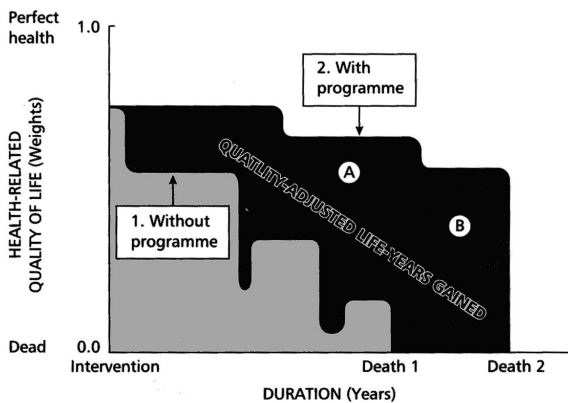 Perfect
health
1.0
2. With
programme
HEALTH-RELATED
QUALITY OF LIFE (Weights)
A
QUATLITY-ADJUSTED LIFE-YEARS GAINED
B
1. Without
programme
Dead
0.0
Intervention
Death 1
Death 2
DURATION (Years)